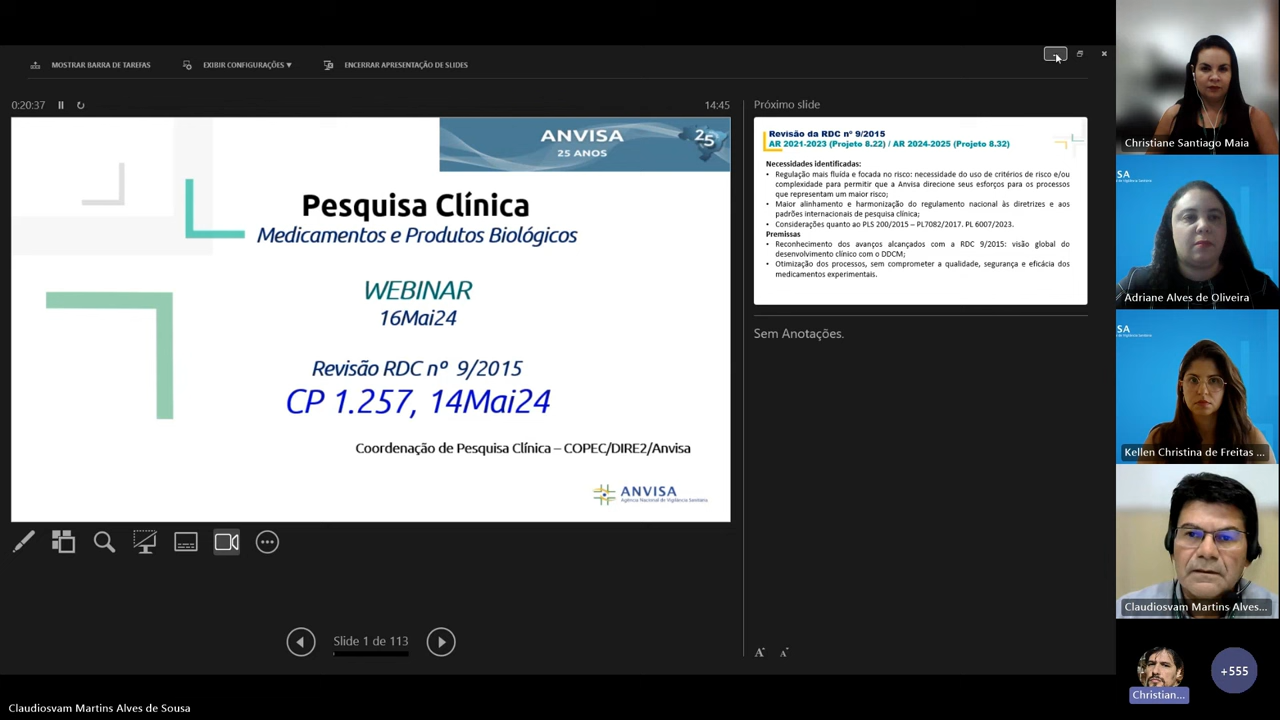 MOSTRAR BARRA DE TAREFAS
EXIBIR CONFIGURAÇÕES ▼
ENCERRAR APRESENTAÇÃO DE SLIDES
0:20:37
14:45
ANVISA
25 ANOS
25
Pesquisa Clínica
Medicamentos e Produtos Biológicos
WEBINAR
16Mai24
Revisão RDC nº 9/2015
CP 1.257, 14Mai24
Coordenação de Pesquisa Clínica – COPEC/DIRE2/Anvisa
ANVISA
Agência Nacional de Vigilância Sanitária
Slide 1 de 113
Próximo slide
Revisão da RDC nº 9/2015
AR 2021-2023 (Projeto 8.22) / AR 2024-2025 (Projeto 8.32)
Necessidades identificadas:
• Regulação mais fluída e focada no risco: necessidade do uso de critérios de risco e/ou
complexidade para permitir que a Anvisa direcione seus esforços para os processos
que representam um maior risco;
• Maior alinhamento e harmonização do regulamento nacional às diretrizes e aos
padrões internacionais de pesquisa clínica;
• Considerações quanto ao PLS 200/2015 – PL7082/2017. PL 6007/2023.
Premissas
• Reconhecimento dos avanços alcançados com a RDC 9/2015: visão global do
desenvolvimento clínico com o DDCM;
• Otimização dos processos, sem comprometer a qualidade, segurança e eficácia dos
medicamentos experimentais.
Sem Anotações.
A A
Christiane Santiago Maia
SA
Adriane Alves de Oliveira
SA
Kellen Christina de Freitas ...
Claudiosvam Martins Alves...
Christian...
+555
Claudiosvam Martins Alves de Sousa